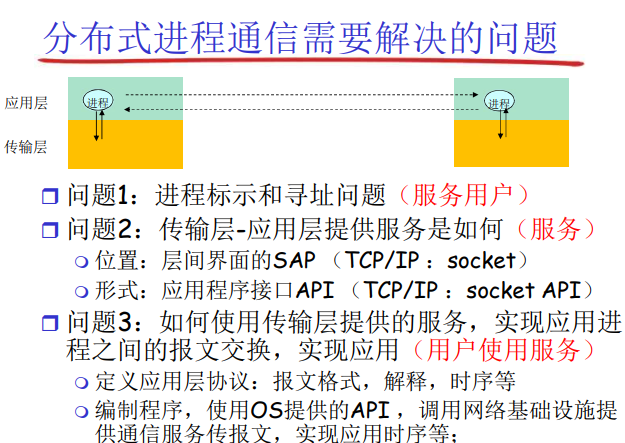 分布式进程通信需要解决的问题
应用层
进程
进程
传输层
问题1：进程标示和寻址问题（服务用户）
问题2：传输层-应用层提供服务是如何（服务）
位置：层间界面的SAP （TCP/IP ：socket）
形式：应用程序接口API （TCP/IP ：socket API）
问题3：如何使用传输层提供的服务，实现应用进
程之间的报文交换，实现应用（用户使用服务）
定义应用层协议：报文格式，解释，时序等
编制程序，使用OS提供的API ，调用网络基础设施提
供通信服务传报文，实现应用时序等；